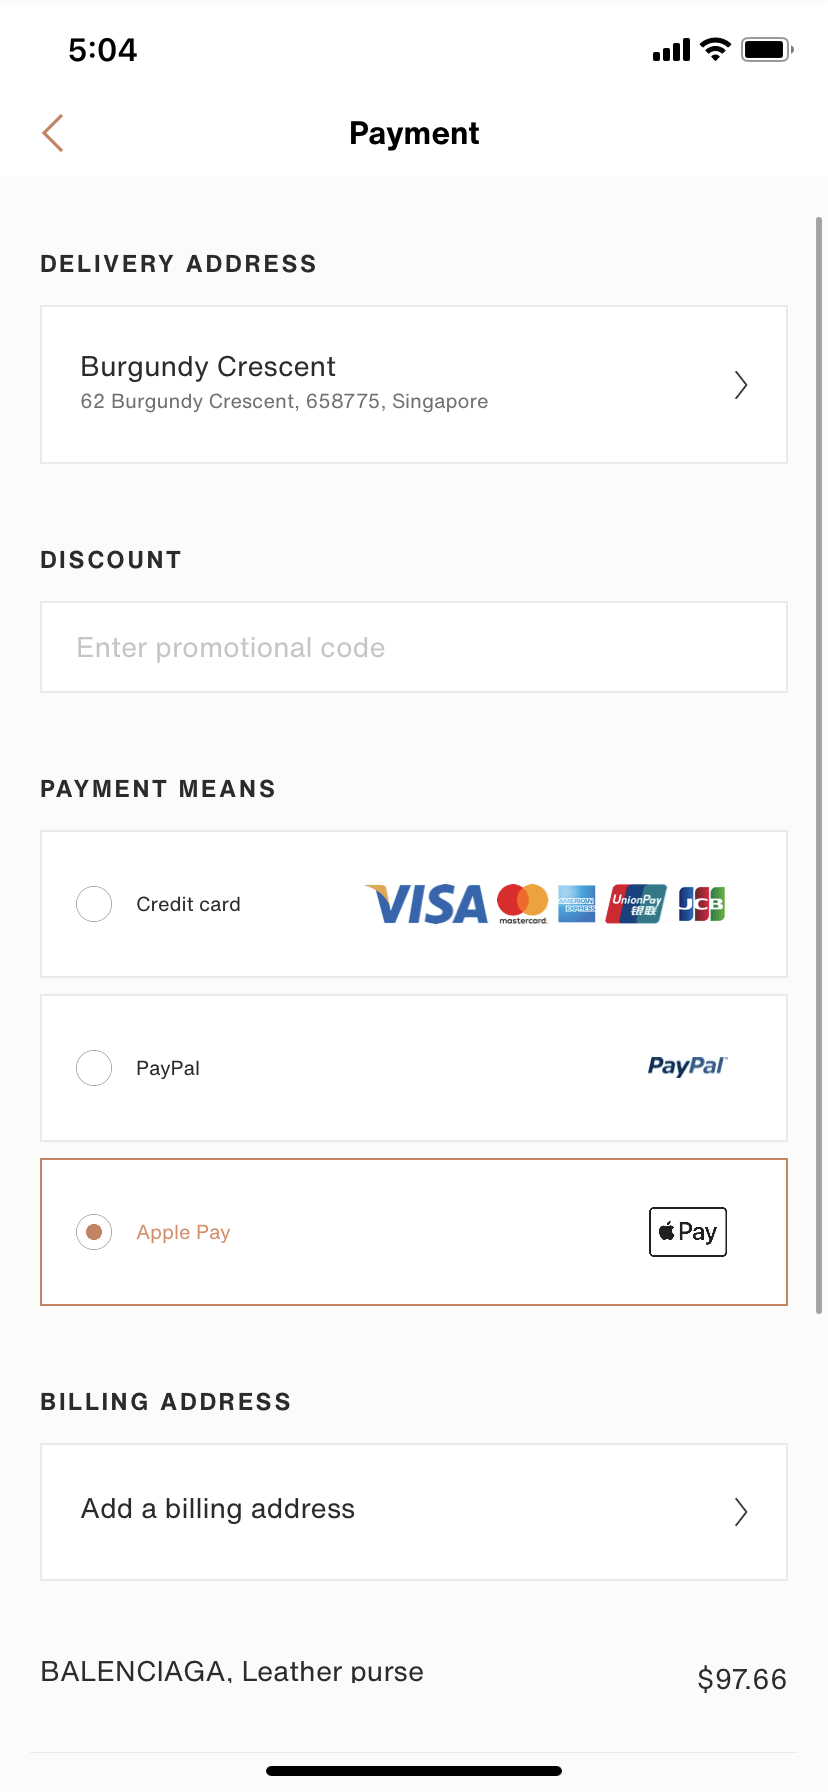 5:04
Payment
DELIVERY ADDRESS
Burgundy Crescent
62 Burgundy Crescent, 658775, Singapore
DISCOUNT
Enter promotional code
PAYMENT MEANS
Credit card
VISA
mastercard.
AMERICAN EXPRESS
UnionPay
银联
JCB
PayPal
PayPal
Apple Pay
Pay
BILLING ADDRESS
Add a billing address
BALENCIAGA, Leather purse
$97.66